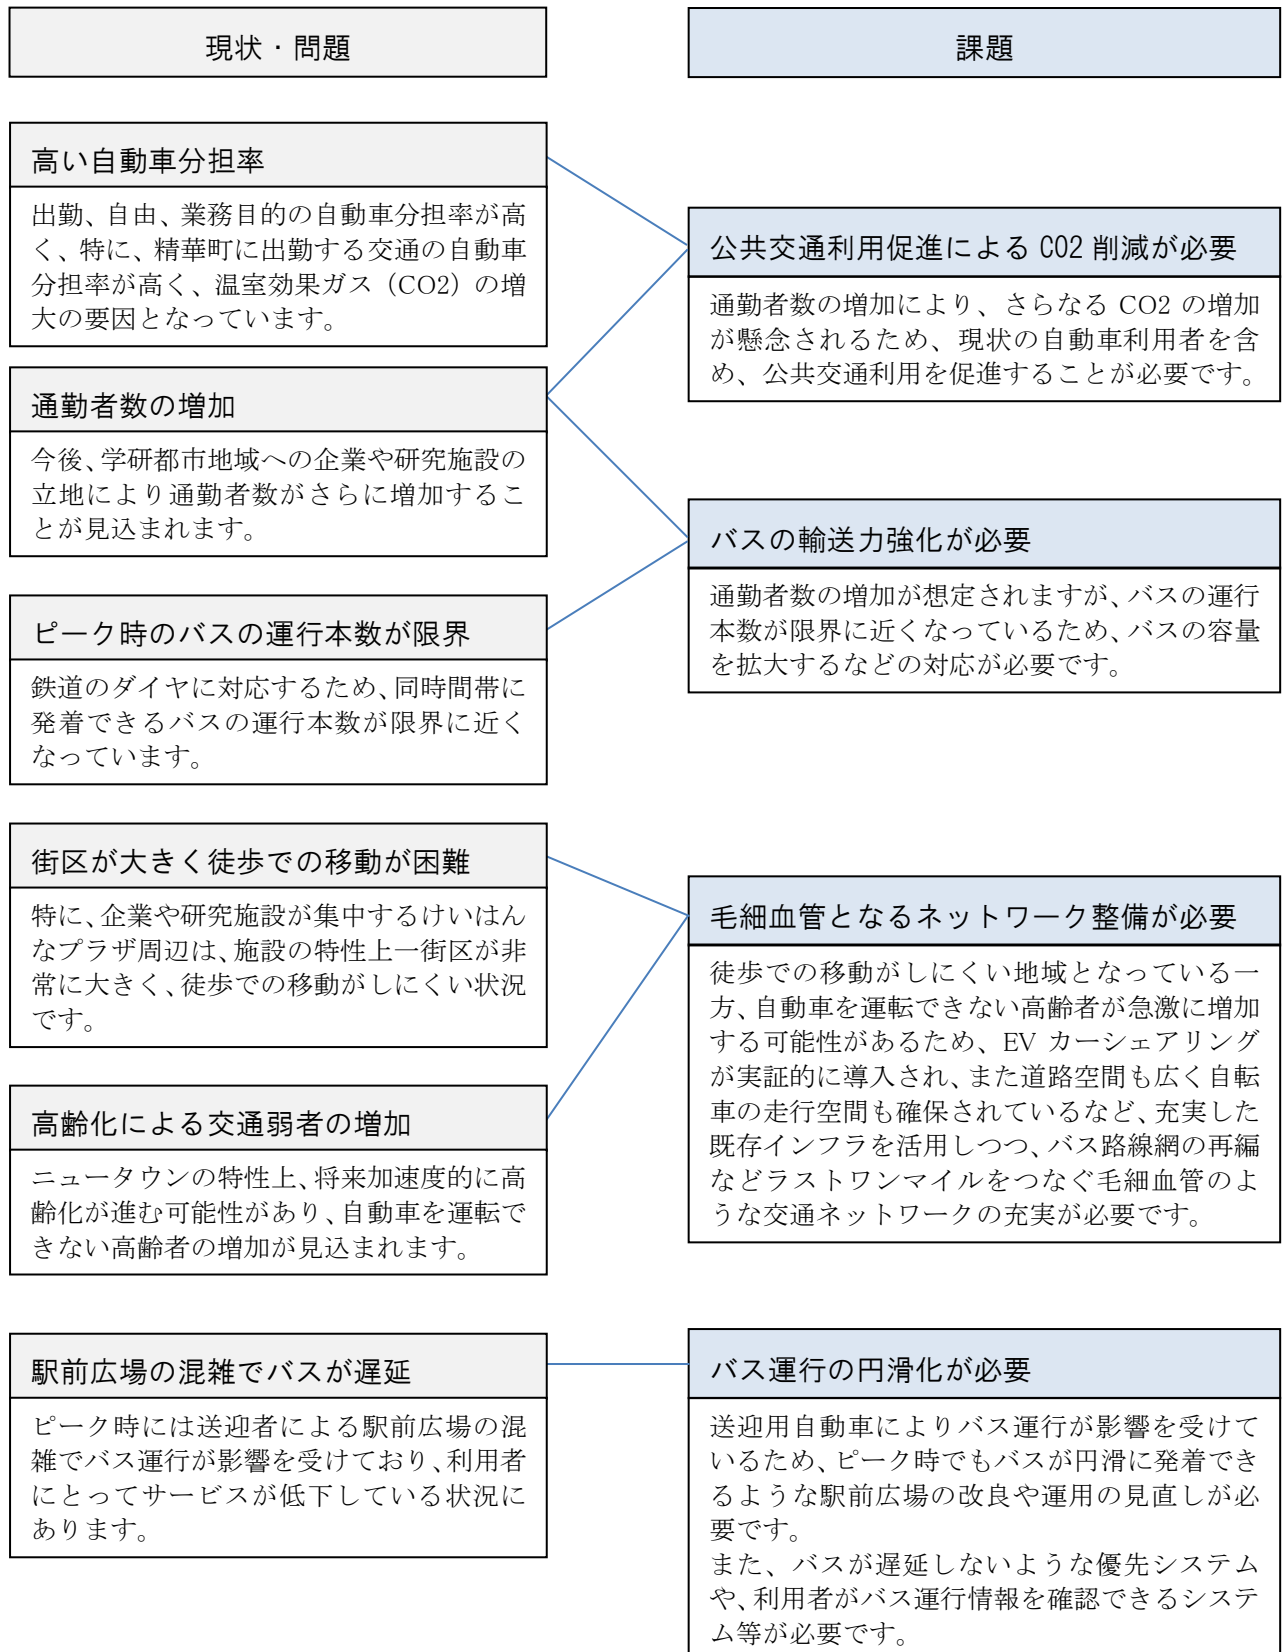 現状・問題
課題
高い自動車分担率
出勤、自由、業務目的の自動車分担率が高
く、特に、精華町に出勤する交通の自動車
分担率が高く、温室効果ガス（CO2）の増
大の要因となっています。
通勤者数の増加
今後、学研都市地域への企業や研究施設の
立地により通勤者数がさらに増加するこ
とが見込まれます。
ピーク時のバスの運行本数が限界
鉄道のダイヤに対応するため、同時間帯に
発着できるバスの運行本数が限界に近く
なっています。
公共交通利用促進による CO2 削減が必要
通勤者数の増加により、さらなる CO2 の増加
が懸念されるため、現状の自動車利用者を含
め、公共交通利用を促進することが必要です。
バスの輸送力強化が必要
通勤者数の増加が想定されますが、バスの運行
本数が限界に近くなっているため、バスの容量
を拡大するなどの対応が必要です。
街区が大きく徒歩での移動が困難
特に、企業や研究施設が集中するけいはん
なプラザ周辺は、施設の特性上一街区が非
常に大きく、徒歩での移動がしにくい状況
です。
高齢化による交通弱者の増加
ニュータウンの特性上、将来加速度的に高
齢化が進む可能性があり、自動車を運転で
きない高齢者の増加が見込まれます。
毛細血管となるネットワーク整備が必要
徒歩での移動がしにくい地域となっている一
方、自動車を運転できない高齢者が急激に増加
する可能性があるため、EV カーシェアリング
が実証的に導入され、また道路空間も広く自転
車の走行空間も確保されているなど、充実した
既存インフラを活用しつつ、バス路線網の再編
などラストワンマイルをつなぐ毛細血管のよ
うな交通ネットワークの充実が必要です。
駅前広場の混雑でバスが遅延
ピーク時には送迎者による駅前広場の混
雑でバス運行が影響を受けており、利用者
にとってサービスが低下している状況に
あります。
バス運行の円滑化が必要
送迎用自動車によりバス運行が影響を受けて
いるため、ピーク時でもバスが円滑に発着でき
るような駅前広場の改良や運用の見直しが必
要です。
また、バスが遅延しないような優先システム
や、利用者がバス運行情報を確認できるシステ
ム等が必要です。